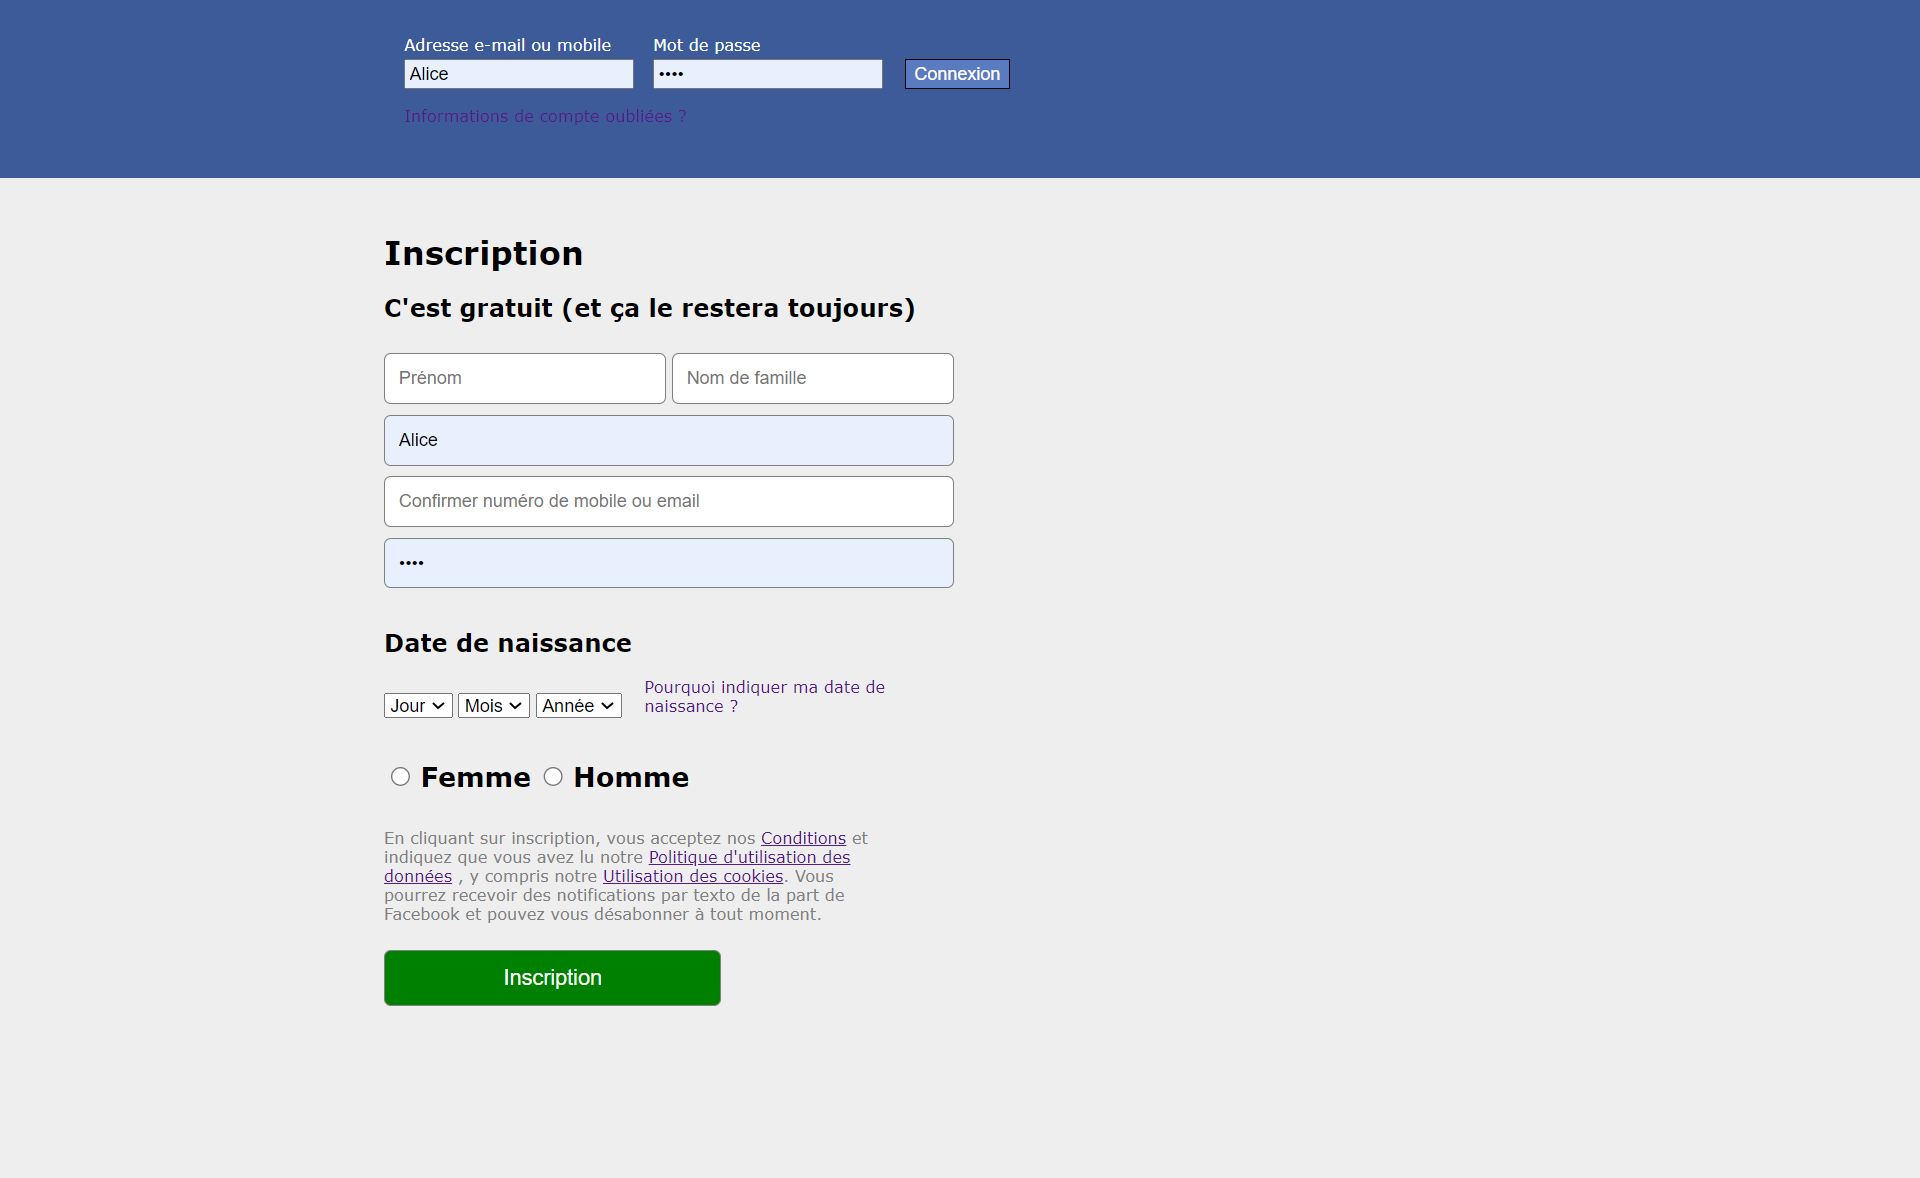 Adresse e-mail ou mobile Mot de passe
Alice •••• Connexion
Informations de compte oubliées ?
Inscription
C'est gratuit (et ça le restera toujours)
Prénom Nom de famille
Alice
Confirmer numéro de mobile ou email
••••
Date de naissance
Jour Mois Année
Pourquoi indiquer ma date de
naissance ?
Femme Homme
En cliquant sur inscription, vous acceptez nos Conditions et
indiquez que vous avez lu notre Politique d'utilisation des
données , y compris notre Utilisation des cookies. Vous
pourrez recevoir des notifications par texto de la part de
Facebook et pouvez vous désabonner à tout moment.
Inscription